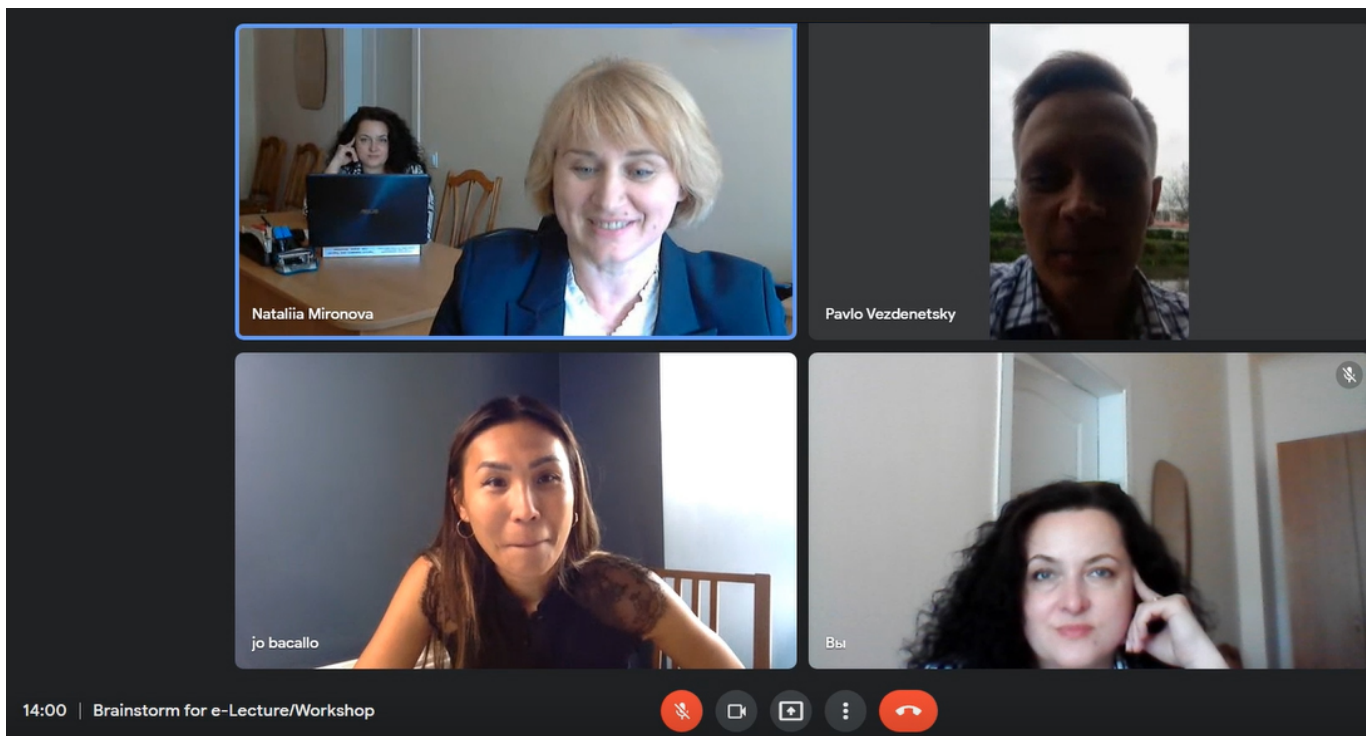 Nataliia Mironova
Pavlo Vezdenetsky
jo bacallo
Вы
14:00 | Brainstorm for e-Lecture/Workshop